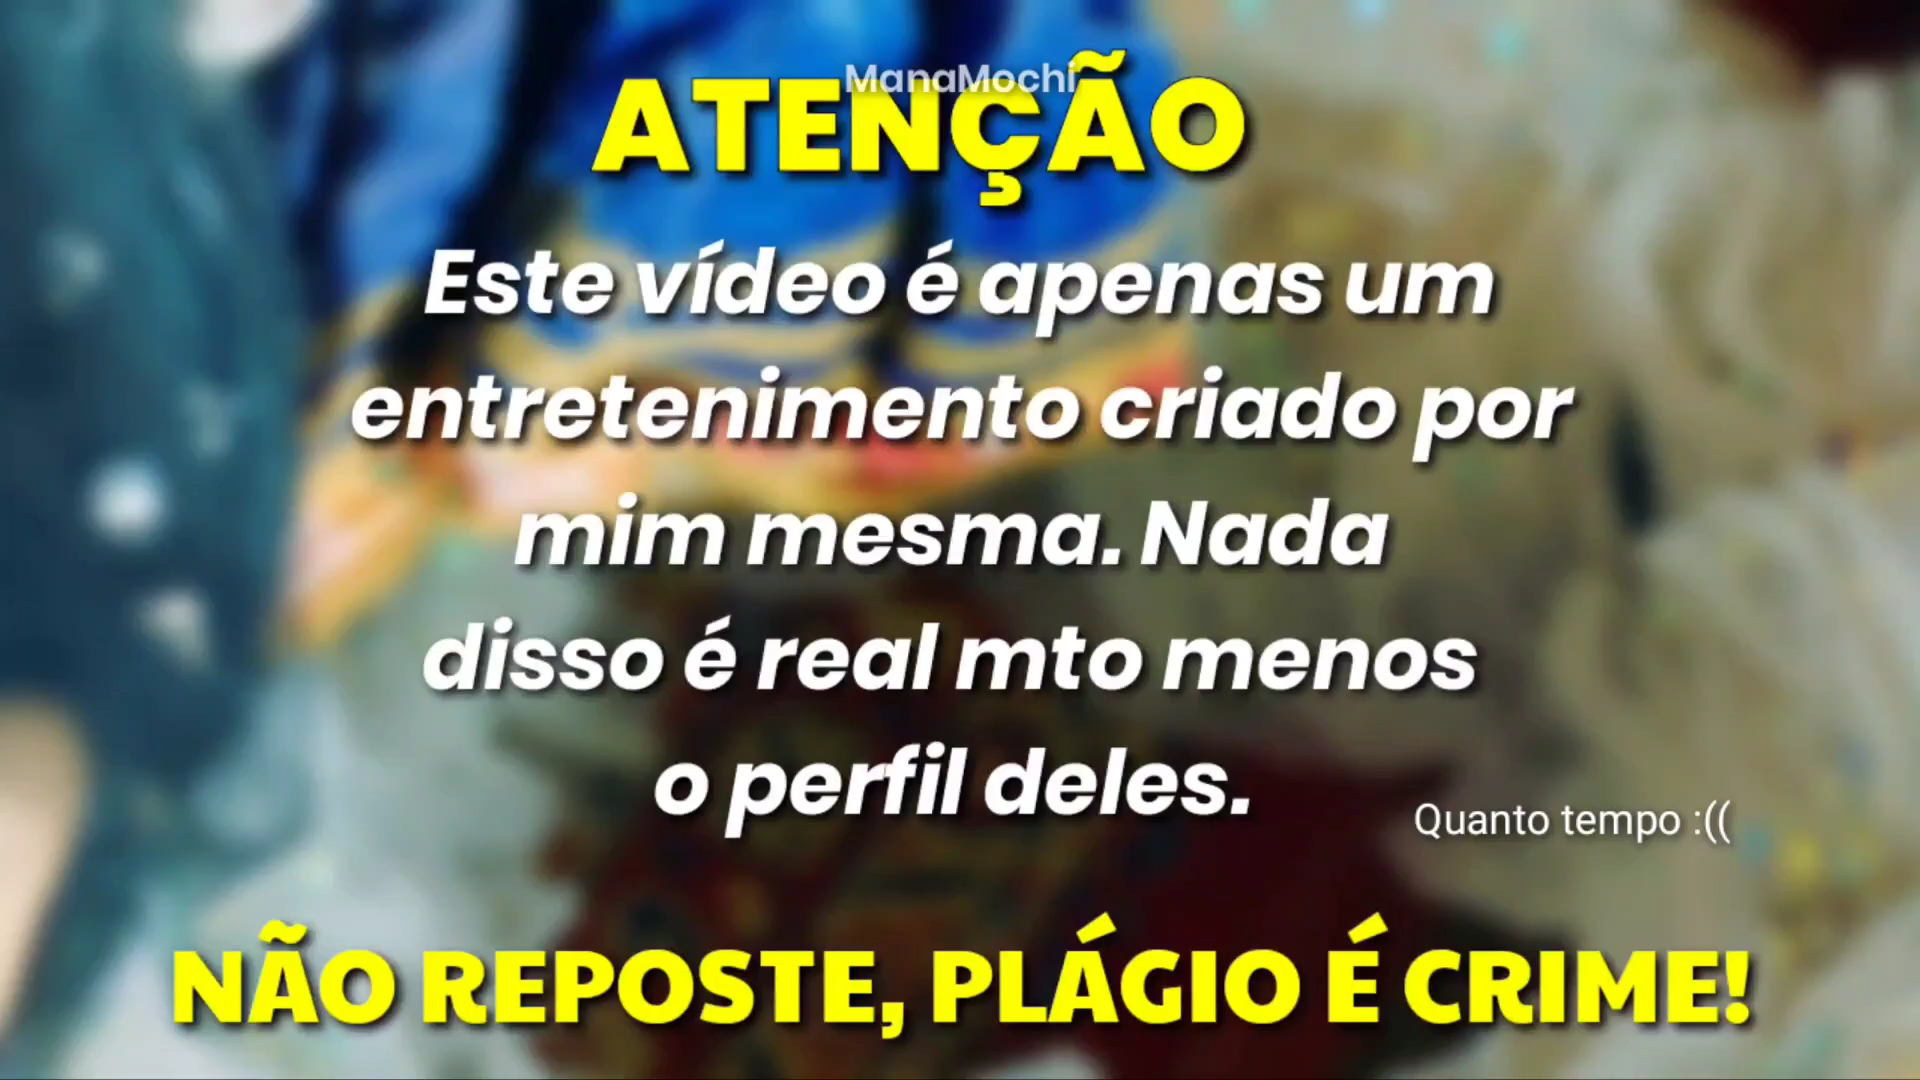 ManaMochi
ATENÇÃO
Este vídeo é apenas um
entretenimento criado por
mim mesma. Nada
disso é real mto menos
o perfil deles.
Quanto tempo :((
NÃO REPOSTE, PLÁGIO É CRIME!